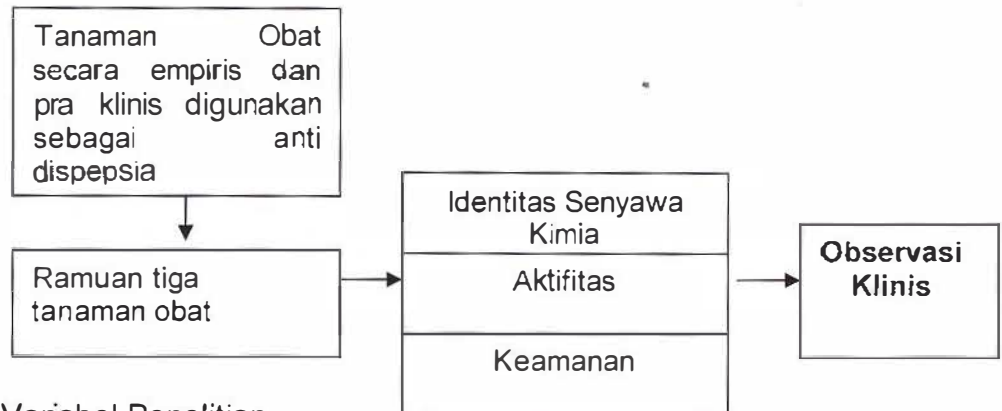 Tanaman Obat
secara empiris dan
pra klinis digunakan
sebagai anti
dispepsia
Ramuan tiga
tanaman obat
Identitas Senyawa
Kimia
Aktifitas
Keamanan
Observasi
Klinis
Variabel Penelitian